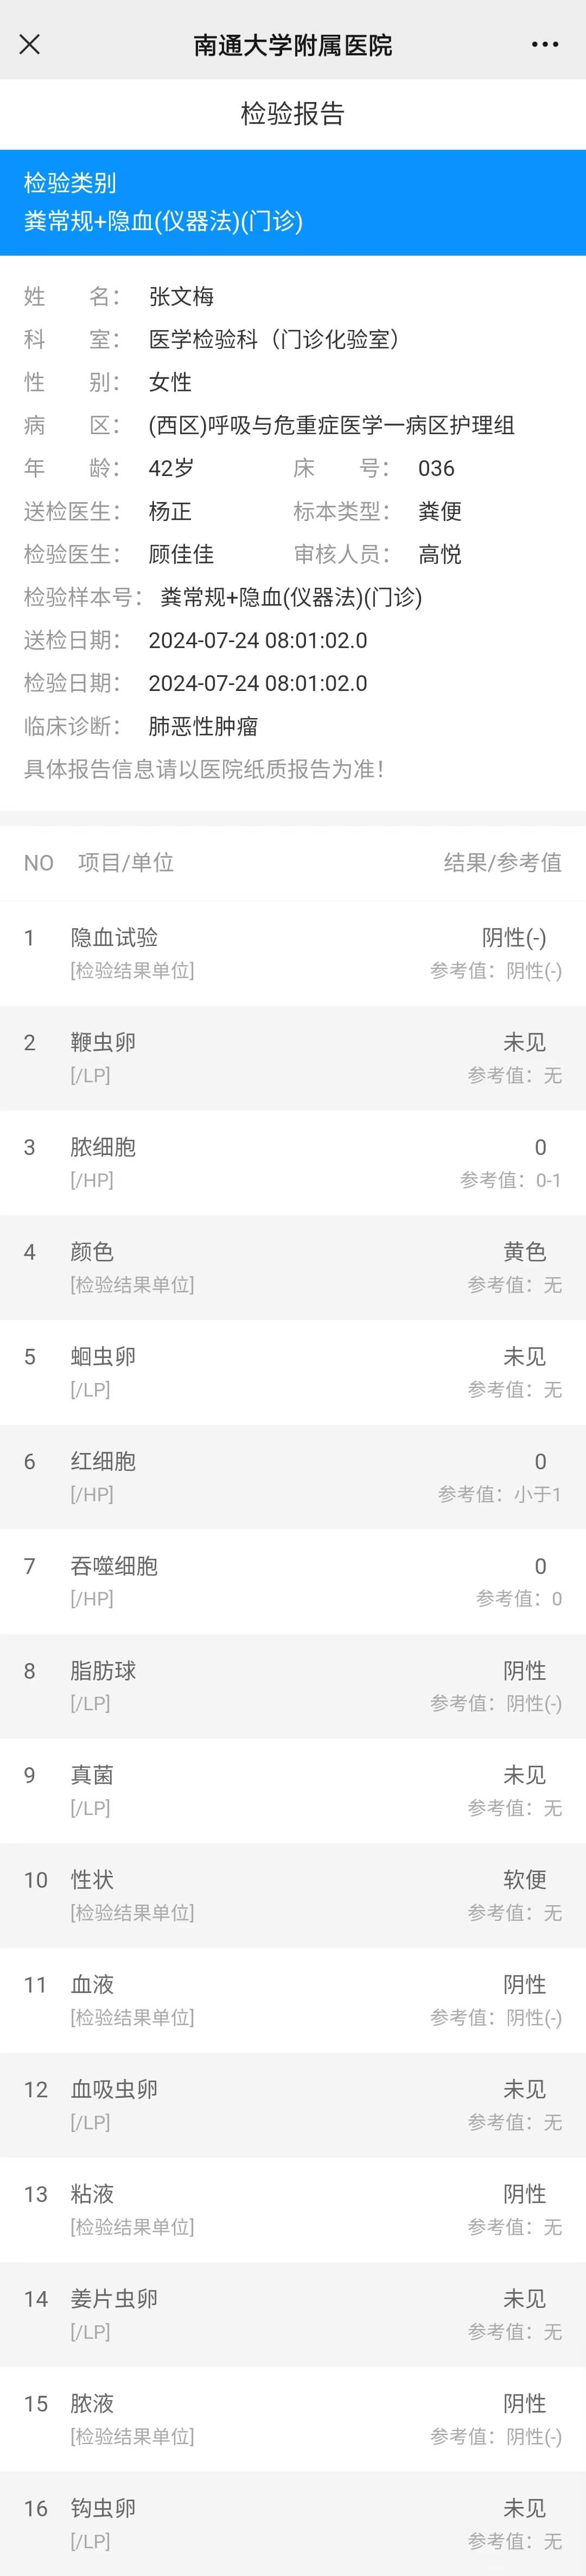 南通大学附属医院
检验报告
检验类别
粪常规+隐血(仪器法)(门诊)
姓 名： 张文梅
科 室： 医学检验科（门诊化验室）
性 别： 女性
病 区： (西区)呼吸与危重症医学一病区护理组
年 龄： 42岁 床 号： 036
送检医生： 杨正 标本类型： 粪便
检验医生： 顾佳佳 审核人员： 高悦
检验样本号： 粪常规+隐血(仪器法)(门诊)
送检日期： 2024-07-24 08:01:02.0
检验日期： 2024-07-24 08:01:02.0
临床诊断： 肺恶性肿瘤
具体报告信息请以医院纸质报告为准！
NO 项目/单位 结果/参考值
1 隐血试验 阴性(-)
[检验结果单位] 参考值：阴性(-)
2 鞭虫卵 未见
[/LP] 参考值：无
3 脓细胞 0
[/HP] 参考值：0-1
4 颜色 黄色
[检验结果单位] 参考值：无
5 蛔虫卵 未见
[/LP] 参考值：无
6 红细胞 0
[/HP] 参考值：小于1
7 吞噬细胞 0
[/HP] 参考值：0
8 脂肪球 阴性
[/LP] 参考值：阴性(-)
9 真菌 未见
[/LP] 参考值：无
10 性状 软便
[检验结果单位] 参考值：无
11 血液 阴性
[检验结果单位] 参考值：阴性(-)
12 血吸虫卵 未见
[/LP] 参考值：无
13 粘液 阴性
[检验结果单位] 参考值：无
14 姜片虫卵 未见
[/LP] 参考值：无
15 脓液 阴性
[检验结果单位] 参考值：阴性(-)
16 钩虫卵 未见
[/LP] 参考值：无